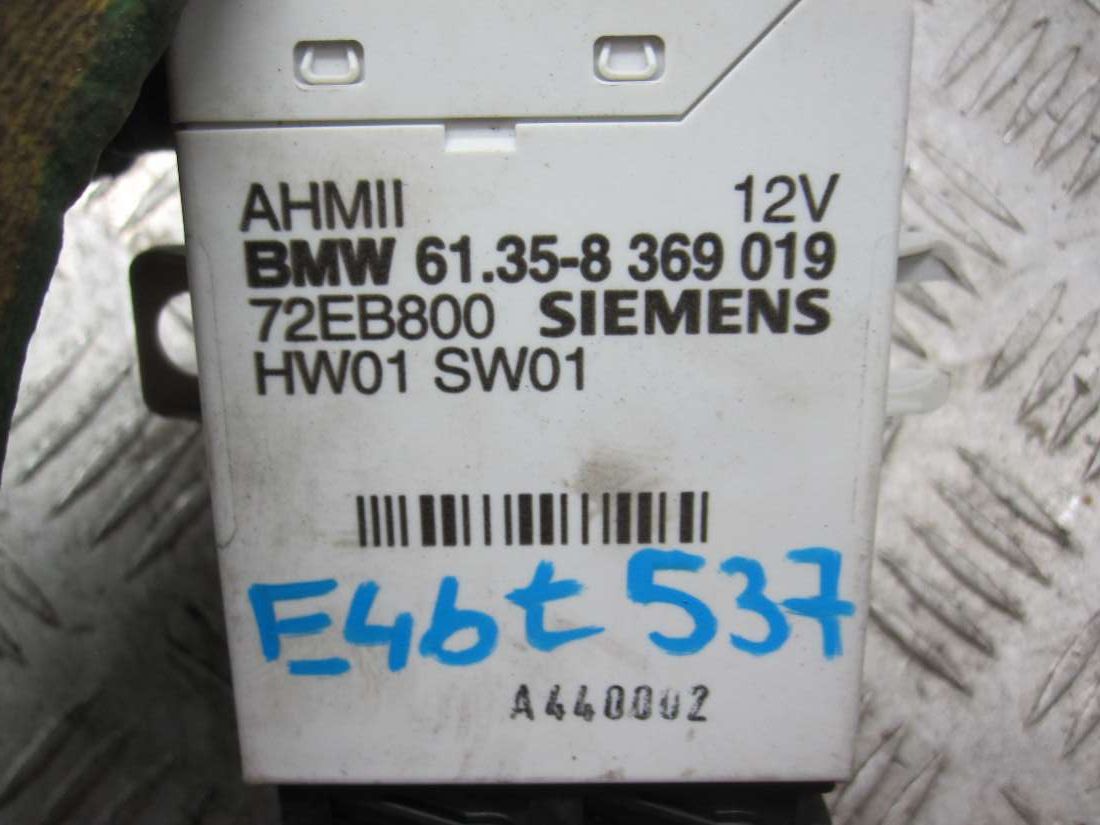 AHMII 12V
BMW 61.35-8 369 019
72EB800 SIEMENS
HW01 SW01
E46t 537
A440002